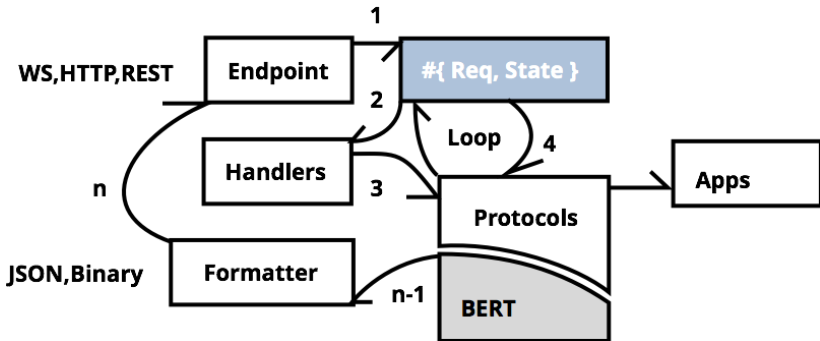 1
WS,HTTP,REST
Endpoint
#{ Req, State }
2
Loop
4
Handlers
3
Apps
n
Protocols
JSON,Binary
Formatter
n-1
BERT